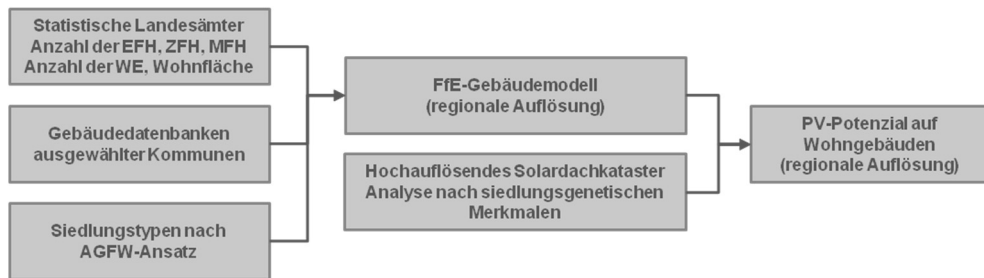 Statistische Landesämter
Anzahl der EFH, ZFH, MFH
Anzahl der WE, Wohnfläche
Gebäudedatenbanken
ausgewählter Kommunen
Siedlungstypen nach
AGFW-Ansatz
FfE-Gebäudemodell
(regionale Auflösung)
Hochauflösendes Solardachkataster
Analyse nach siedlungsgenetischen
Merkmalen
PV-Potenzial auf
Wohngebäuden
(regionale Auflösung)